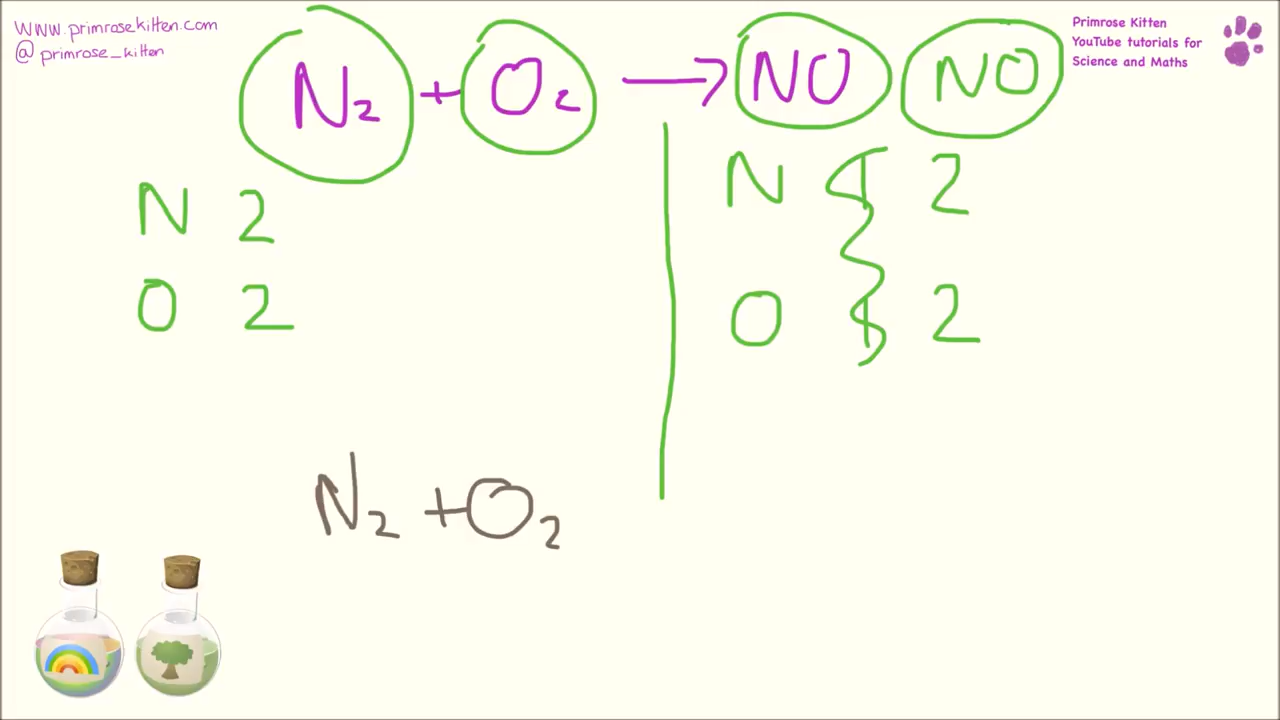 www.primrosekitten.com
@primrose_kitten
Primrose Kitten
YouTube tutorials for
Science and Maths
N₂ + O₂ → NO NO
N 2 N 2
O 2 O 2
N₂ + O₂